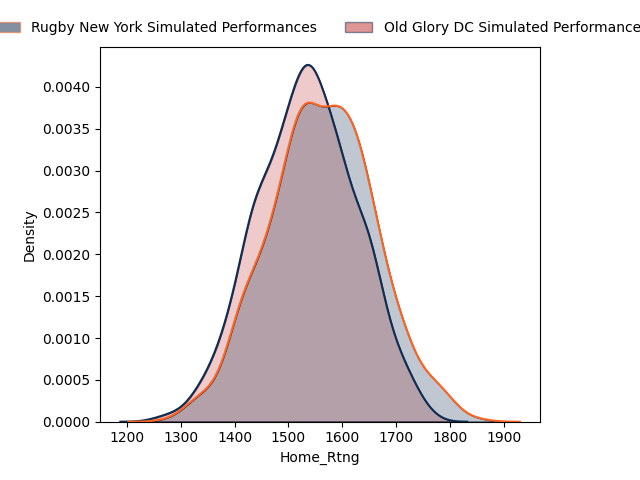 Rugby New York Simulated Performances
Old Glory DC Simulated Performance
0.0040
0.0035
0.0030
0.0025
0.0020
0.0015
0.0010
0.0005
0.0000
Density
1200 1300 1400 1500 1600 1700 1800 1900
Home_Rtng